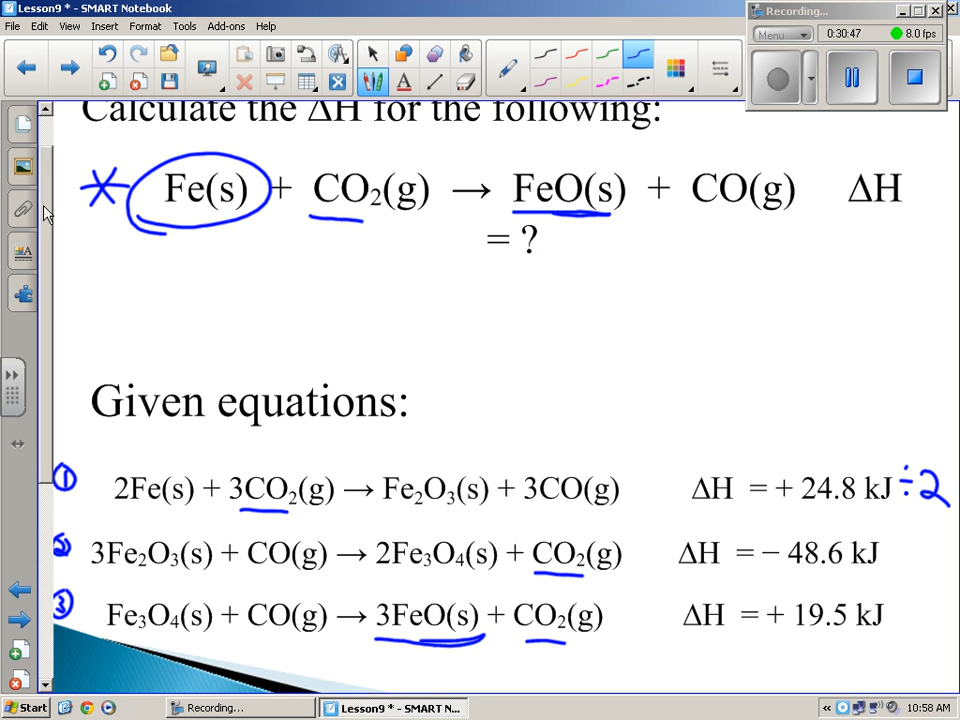 Lesson9 * - SMART Notebook
Recording...
File Edit View Insert Format Tools Add-ons Help
Menu 0:30:47 8.0 fps
Calculate the ΔH for the following:
* Fe(s) + CO₂(g) → FeO(s) + CO(g) ΔH
= ?
Given equations:
① 2Fe(s) + 3CO₂(g) → Fe₂O₃(s) + 3CO(g) ΔH = + 24.8 kJ ÷2
② 3Fe₂O₃(s) + CO(g) → 2Fe₃O₄(s) + CO₂(g) ΔH = − 48.6 kJ
③ Fe₃O₄(s) + CO(g) → 3FeO(s) + CO₂(g) ΔH = + 19.5 kJ
Start Recording... Lesson9 * - SMART N... « 10:58 AM